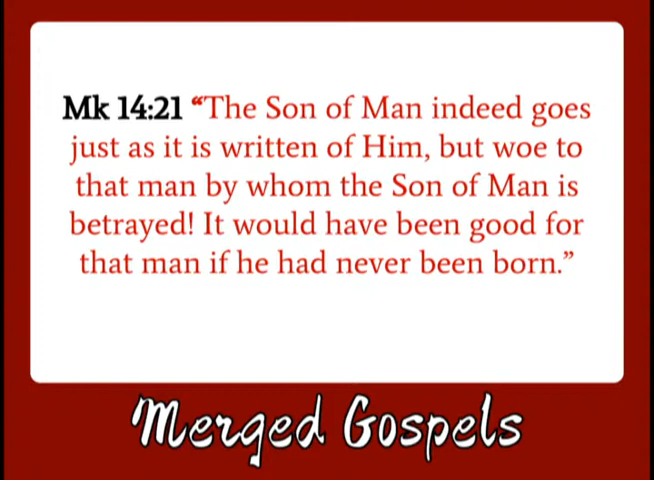 Mk 14:21 “The Son of Man indeed goes
just as it is written of Him, but woe to
that man by whom the Son of Man is
betrayed! It would have been good for
that man if he had never been born.”
Merged Gospels